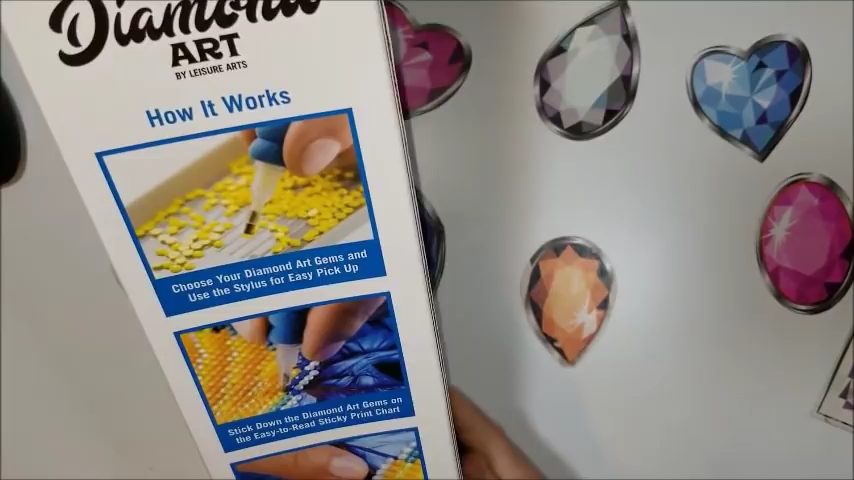 Diamond
ART
BY LEISURE ARTS
How It Works
Choose Your Diamond Art Gems and
Use the Stylus for Easy Pick Up
Stick Down the Diamond Art Gems on
the Easy-to-Read Sticky Print Chart